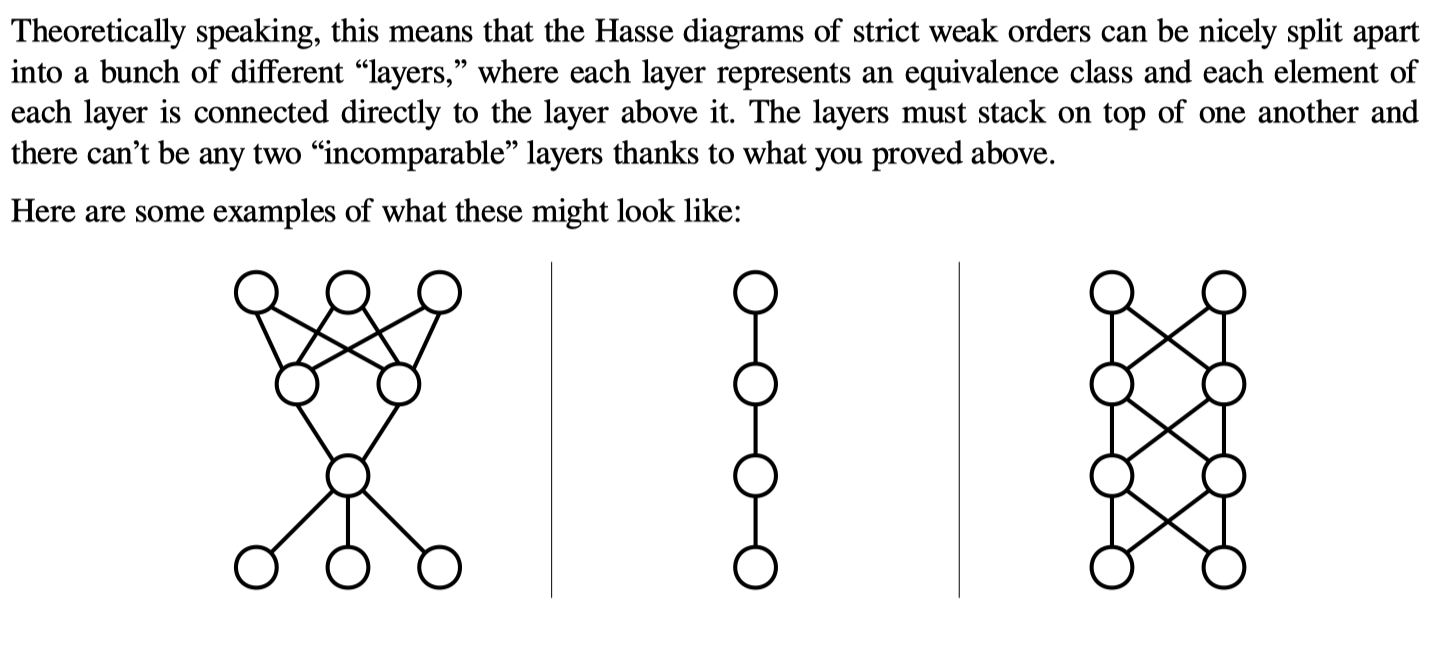 Theoretically speaking, this means that the Hasse diagrams of strict weak orders can be nicely split apart
into a bunch of different “layers,” where each layer represents an equivalence class and each element of
each layer is connected directly to the layer above it. The layers must stack on top of one another and
there can’t be any two “incomparable” layers thanks to what you proved above.
Here are some examples of what these might look like: